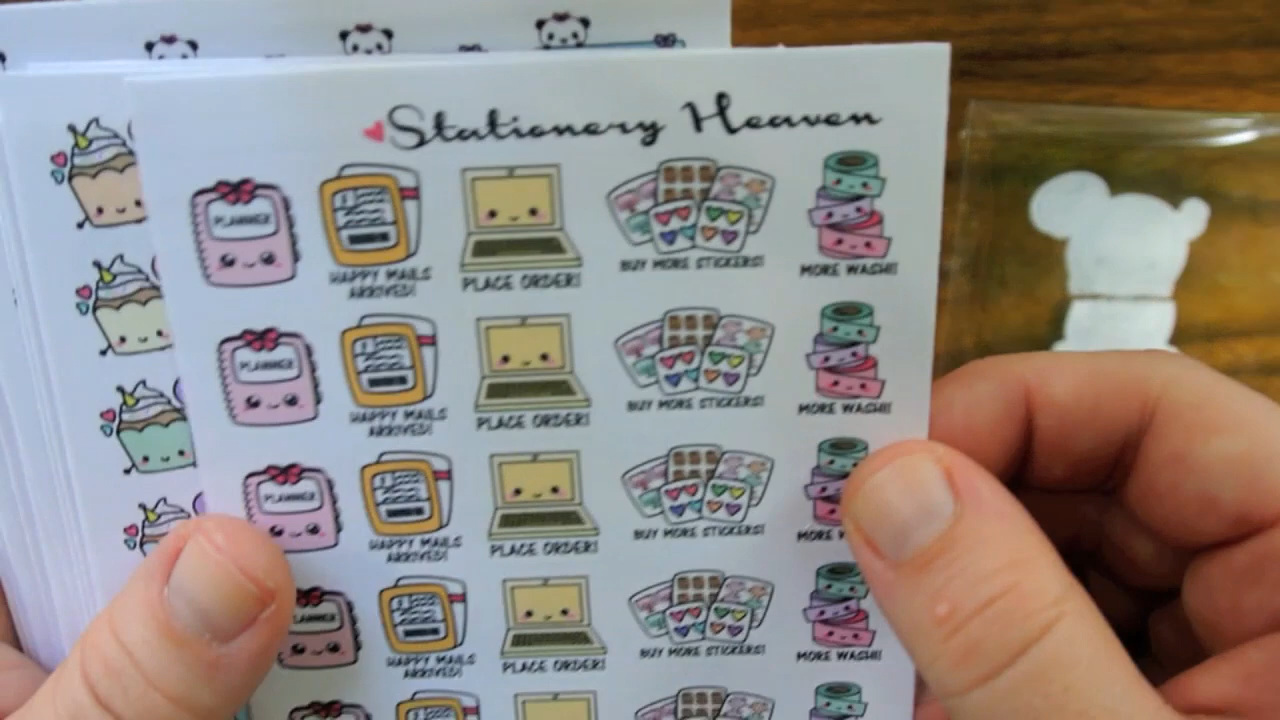 Stationery Heaven
PLANNER
HAPPY MAILS
ARRIVED!
PLACE ORDER!
BUY MORE STICKERS!
MORE WASHI!
PLANNER
HAPPY MAILS
ARRIVED!
PLACE ORDER!
BUY MORE STICKERS!
MORE WASHI!
PLANNER
HAPPY MAILS
ARRIVED!
PLACE ORDER!
BUY MORE STICKERS!
MORE W
LANNER
HAPPY MAILS
ARRIVED!
PLACE ORDER!
BUY MORE STICKERS!
MORE WASHI!